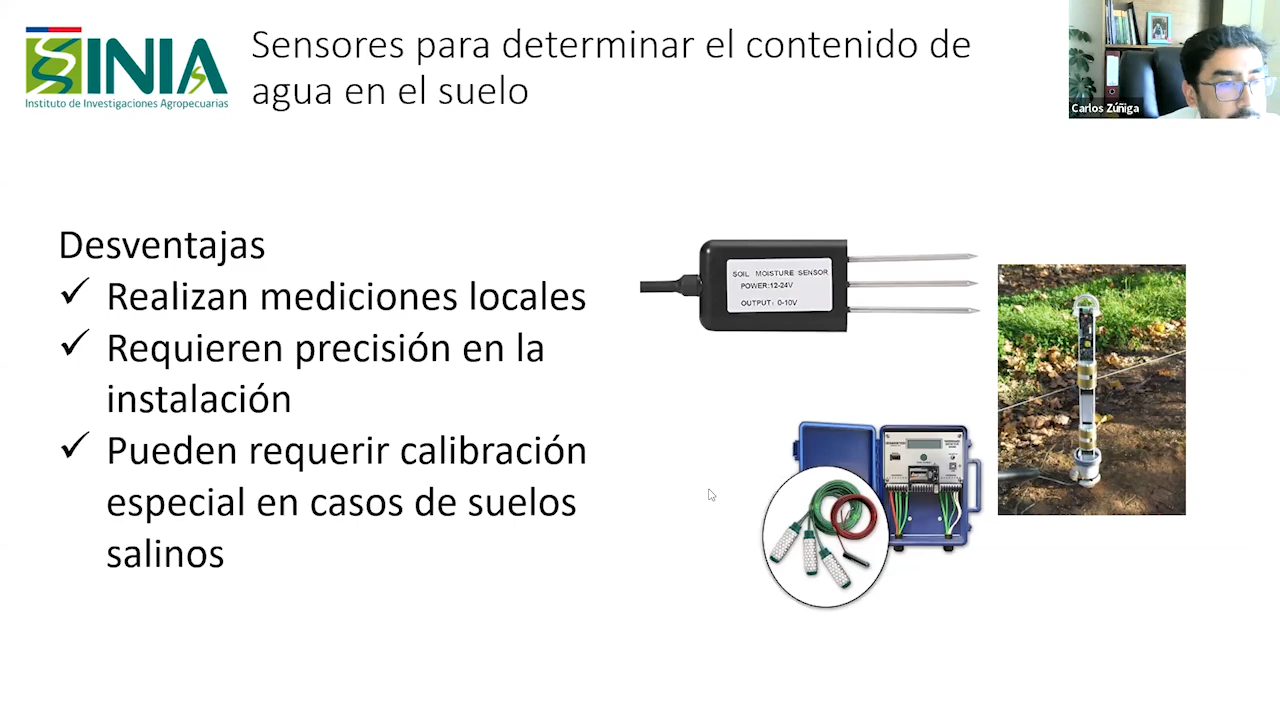 INIA
Instituto de Investigaciones Agropecuarias
Sensores para determinar el contenido de
agua en el suelo
Carlos Zúñiga
Desventajas
✓ Realizan mediciones locales
✓ Requieren precisión en la
instalación
✓ Pueden requerir calibración
especial en casos de suelos
salinos
SOIL MOISTURE SENSOR
POWER:12-24V
OUTPUT: 0-10V